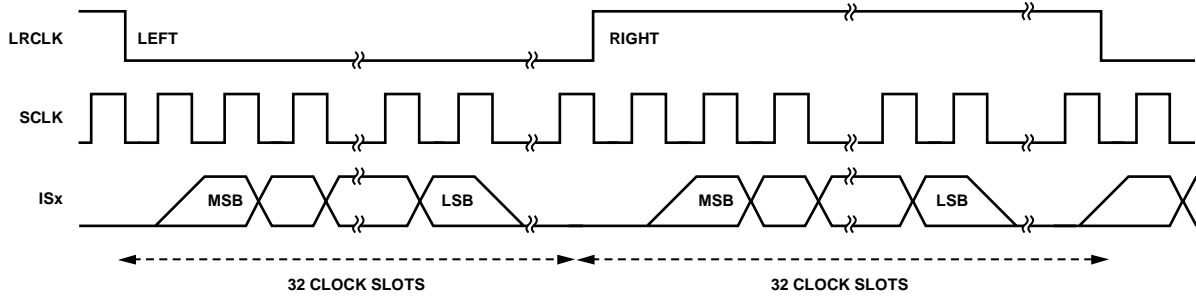 LRCLK
LEFT
RIGHT
SCLK
ISx
MSB
LSB
MSB
LSB
32 CLOCK SLOTS
32 CLOCK SLOTS